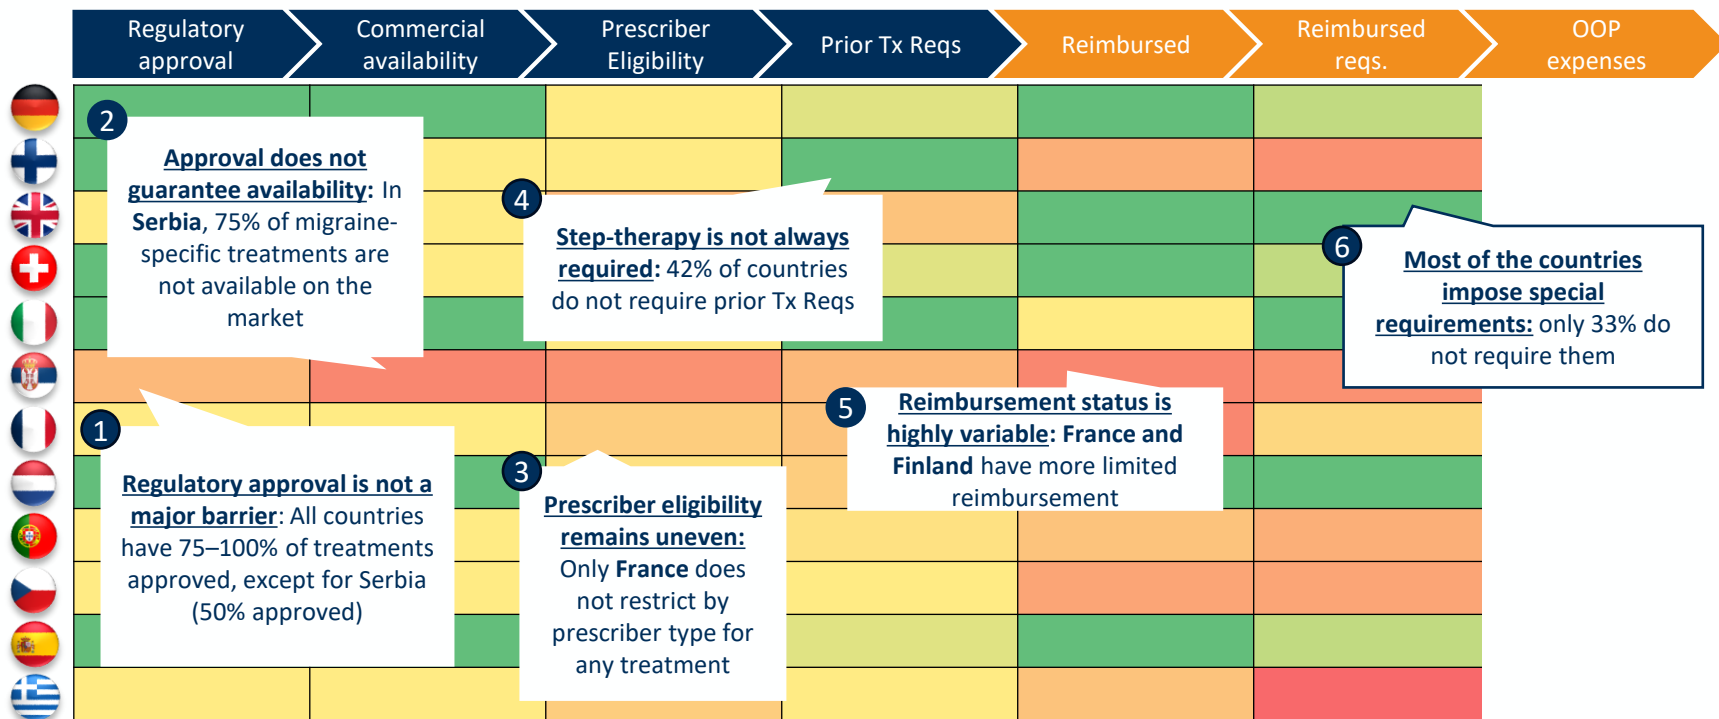 Regulatory
approval
Commercial
availability
Prescriber
Eligibility
Prior Tx Reqs
Reimbursed
Reimbursed
reqs.
OOP
expenses
2
Approval does not
guarantee availability: In
Serbia, 75% of migraine-
specific treatments are
not available on the
market
4
Step-therapy is not always
required: 42% of countries
do not require prior Tx Reqs
6
Most of the countries
impose special
requirements: only 33% do
not require them
1
Regulatory approval is not a
major barrier: All countries
have 75–100% of treatments
approved, except for Serbia
(50% approved)
3
Prescriber eligibility
remains uneven:
Only France does
not restrict by
prescriber type for
any treatment
5
Reimbursement status is
highly variable: France and
Finland have more limited
reimbursement